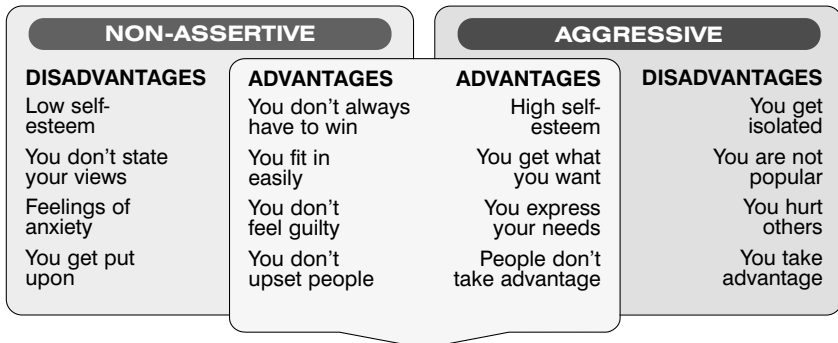 NON-ASSERTIVE
DISADVANTAGES
Low self-
esteem
You don't state
your views
Feelings of
anxiety
You get put
upon
ADVANTAGES
You don't always
have to win
You fit in
easily
You don't
feel guilty
You don't
upset people
AGGRESSIVE
ADVANTAGES
High self-
esteem
You get what
you want
You express
your needs
People don't
take advantage
DISADVANTAGES
You get
isolated
You are not
popular
You hurt
others
You take
advantage